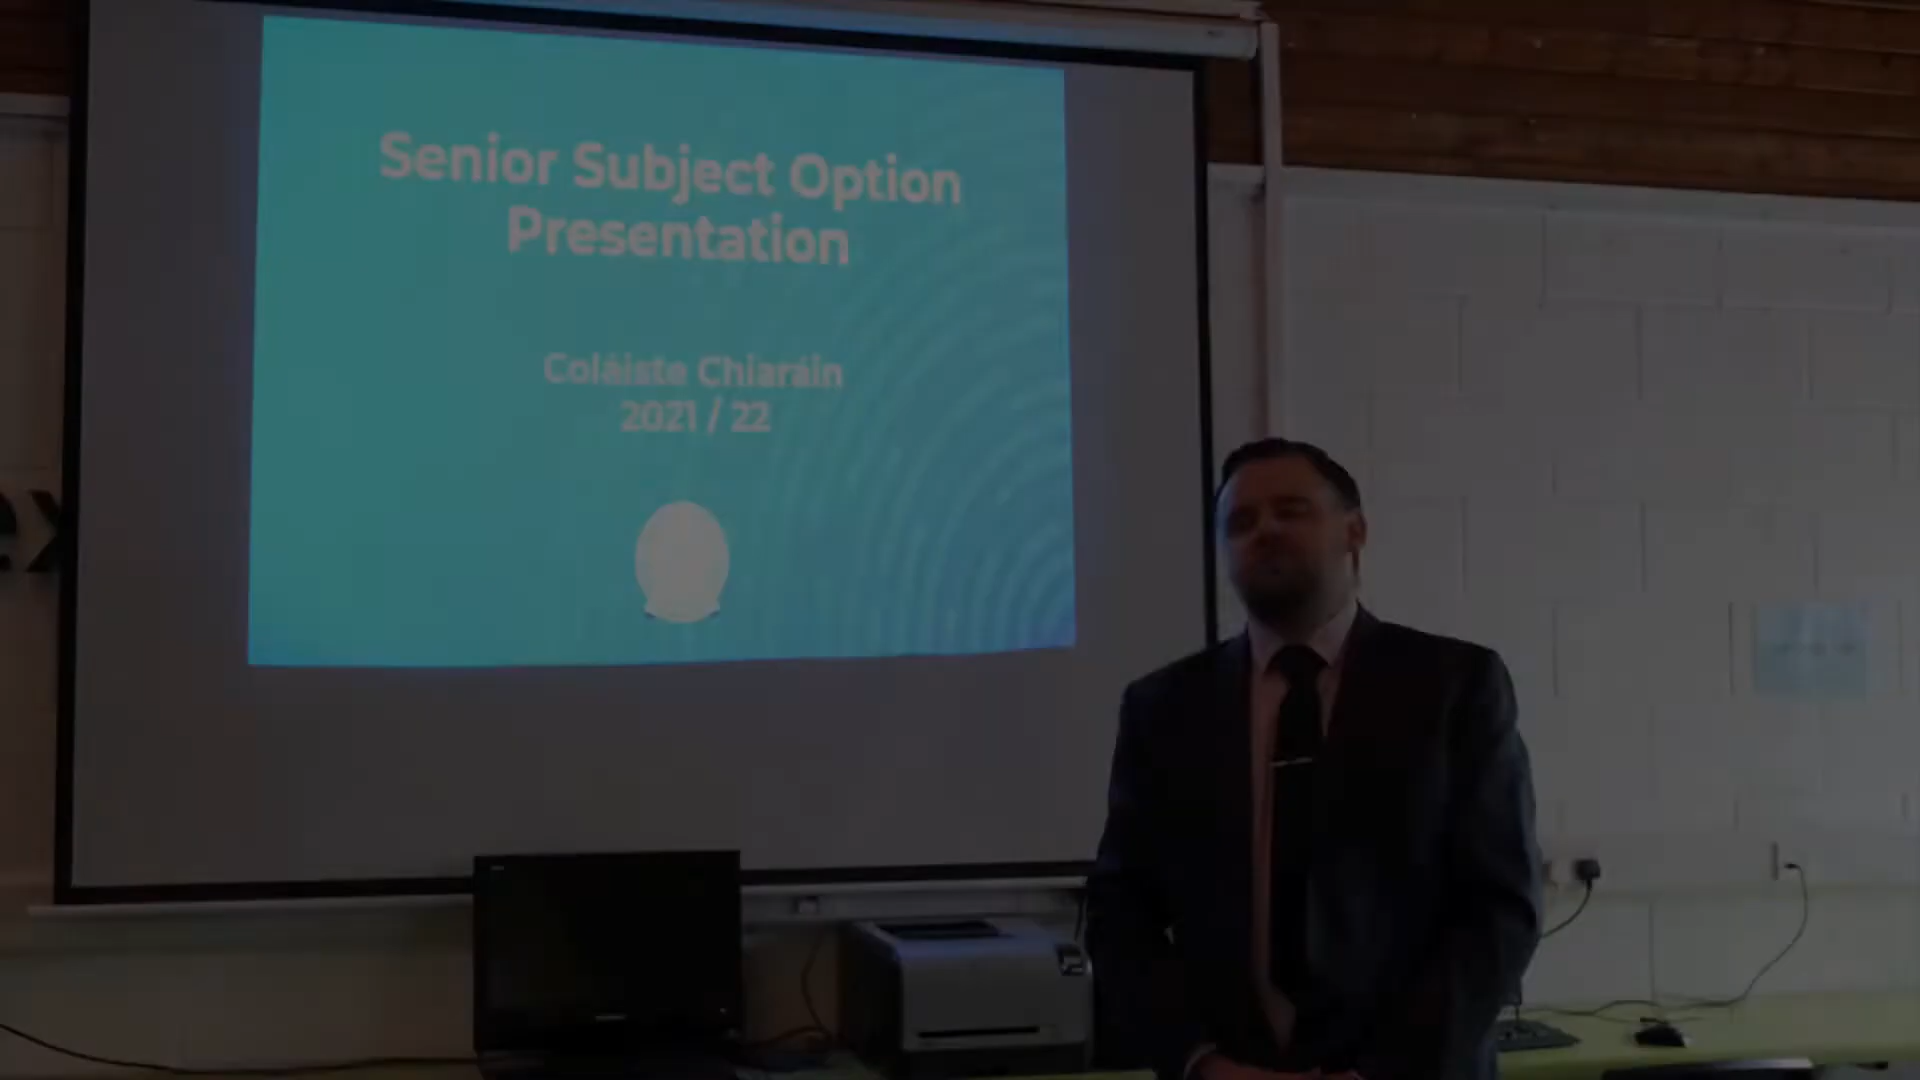 Senior Subject Option
Presentation
Coláiste Chiaráin
2021 / 22